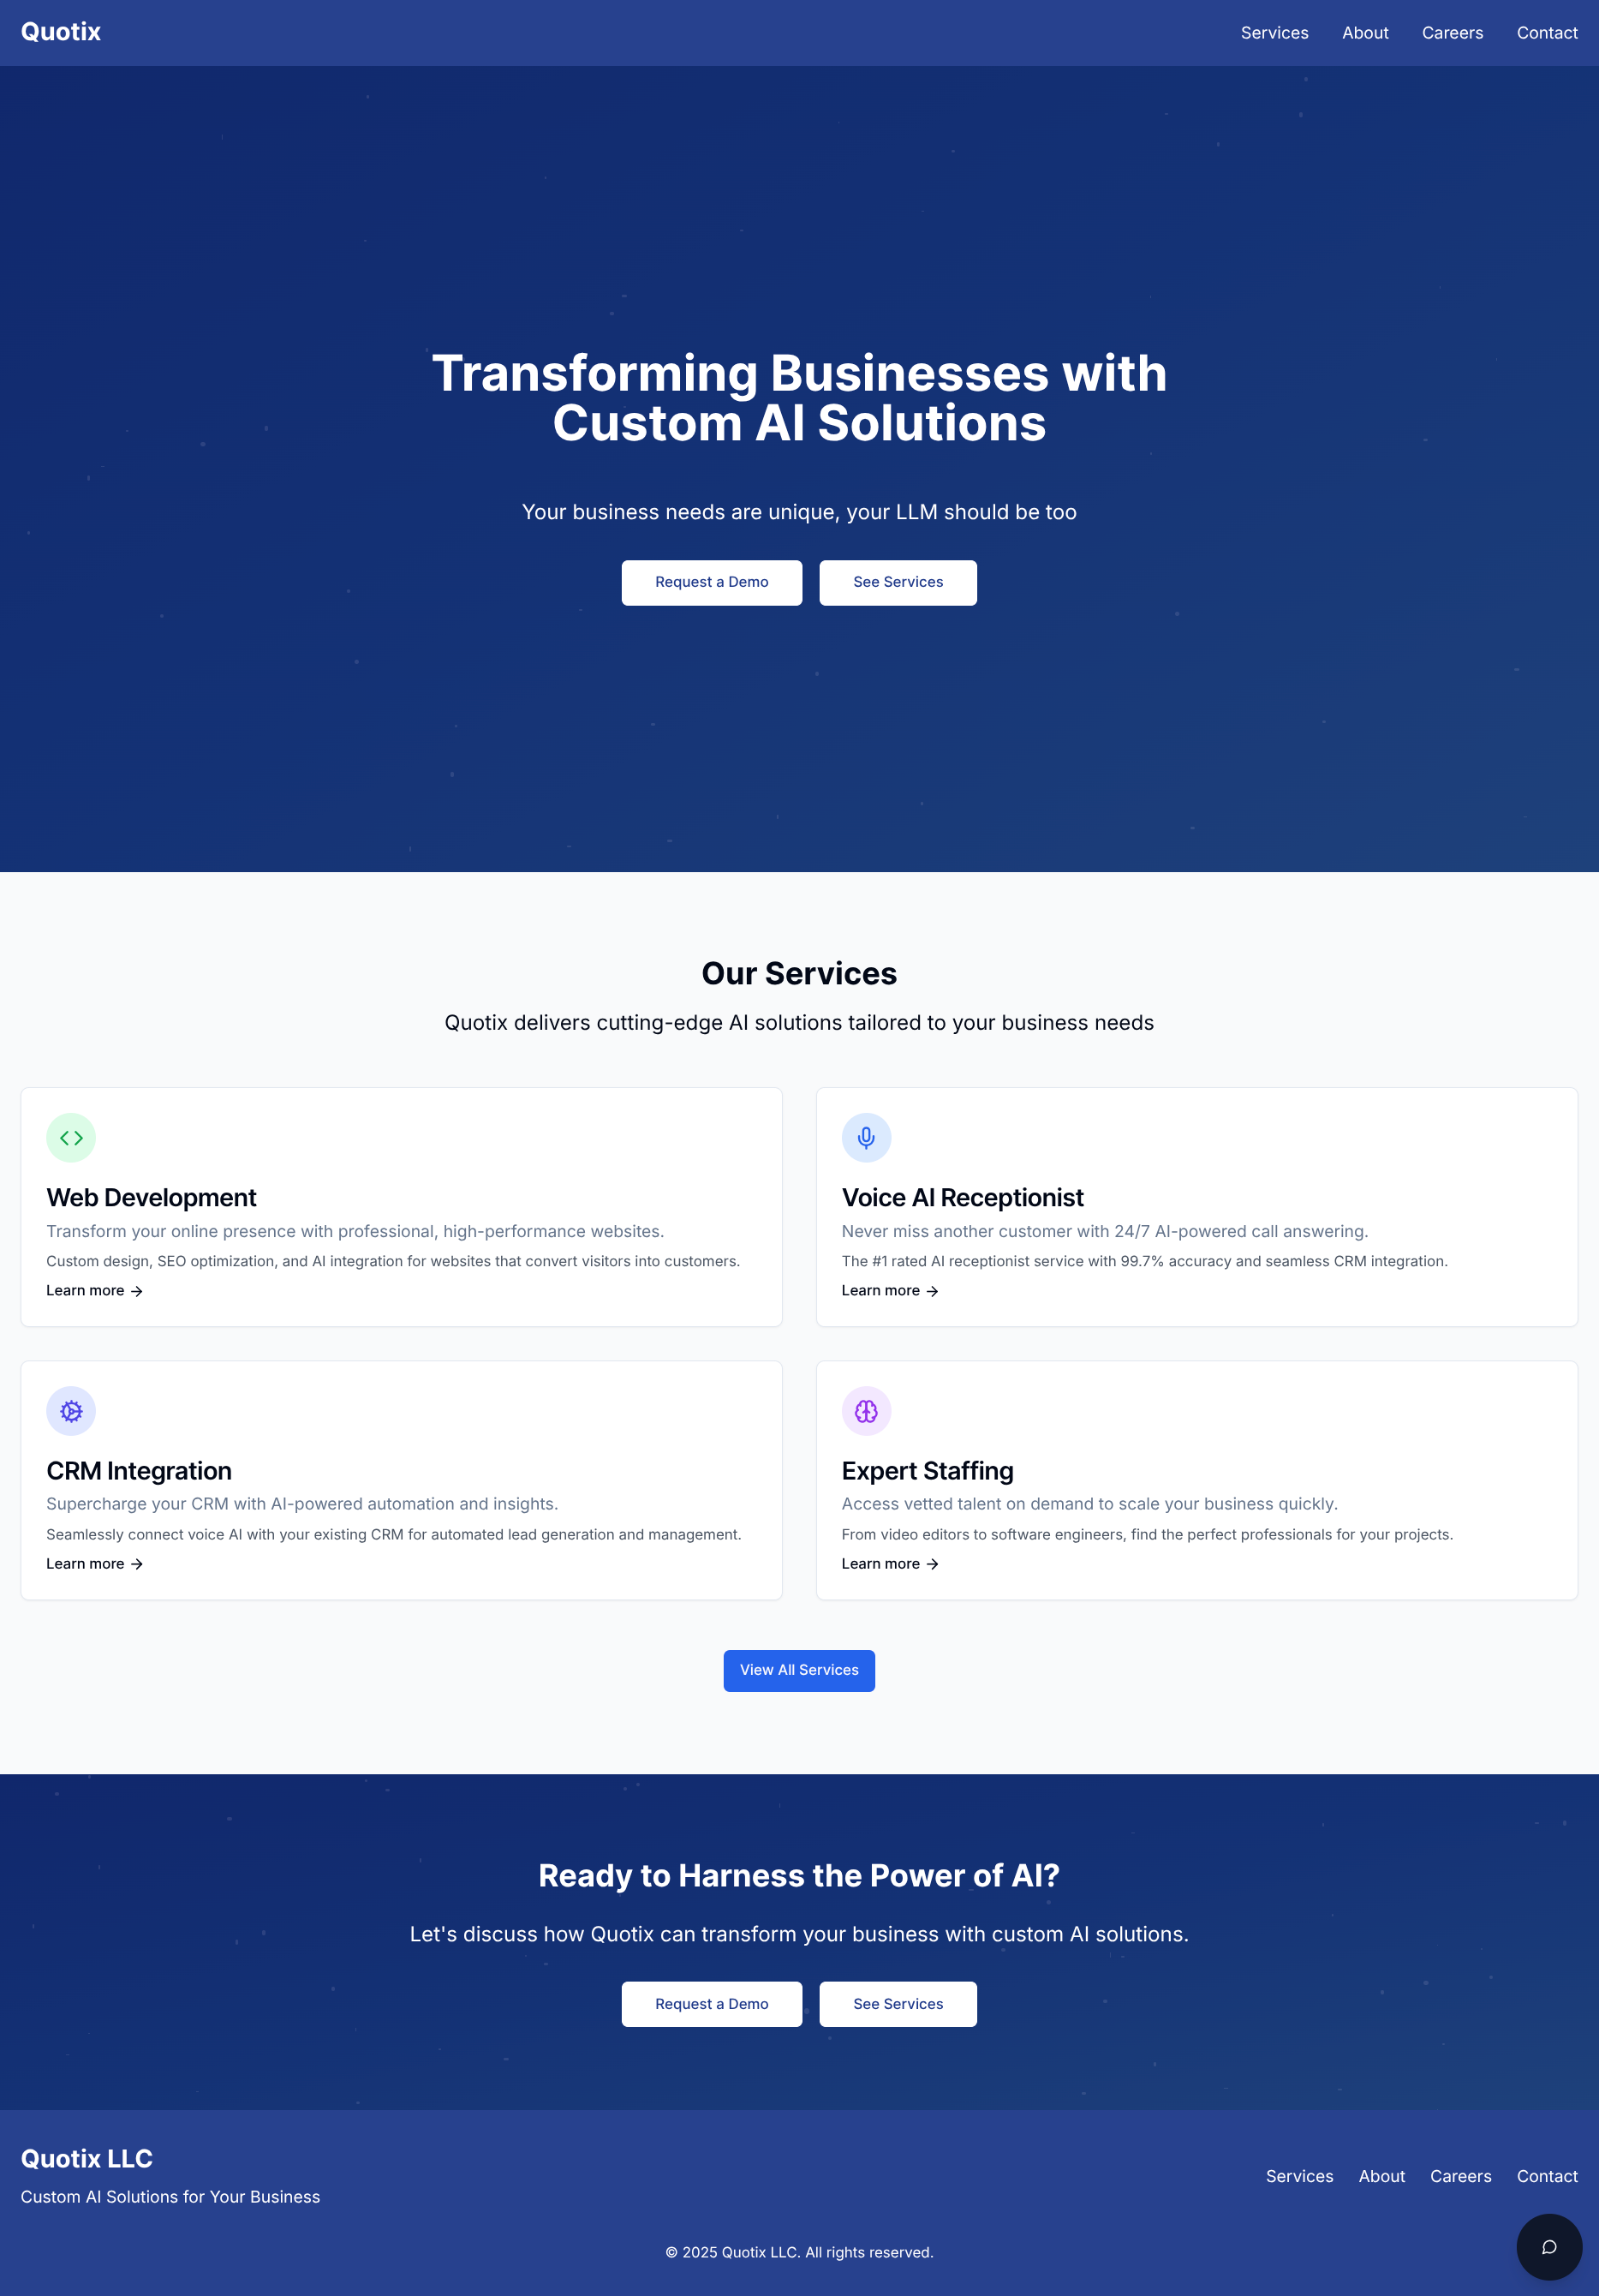 Quotix
Services
About
Careers
Contact
Transforming Businesses with
Custom AI Solutions
Your business needs are unique, your LLM should be too
Request a Demo
See Services
Our Services
Quotix delivers cutting-edge AI solutions tailored to your business needs
Web Development
Transform your online presence with professional, high-performance websites.
Custom design, SEO optimization, and AI integration for websites that convert visitors into customers.
Learn more
Voice AI Receptionist
Never miss another customer with 24/7 AI-powered call answering.
The #1 rated AI receptionist service with 99.7% accuracy and seamless CRM integration.
Learn more
CRM Integration
Supercharge your CRM with AI-powered automation and insights.
Seamlessly connect voice AI with your existing CRM for automated lead generation and management.
Learn more
Expert Staffing
Access vetted talent on demand to scale your business quickly.
From video editors to software engineers, find the perfect professionals for your projects.
Learn more
View All Services
Ready to Harness the Power of AI?
Let's discuss how Quotix can transform your business with custom AI solutions.
Request a Demo
See Services
Quotix LLC
Custom AI Solutions for Your Business
Services
About
Careers
Contact
© 2025 Quotix LLC. All rights reserved.